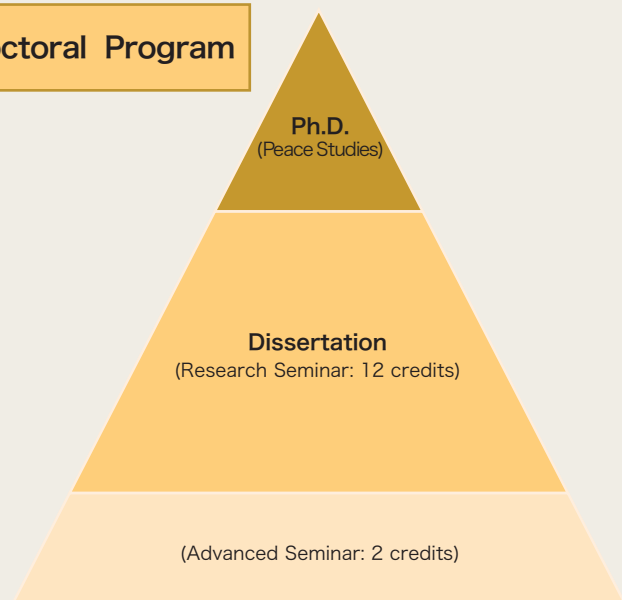 ctoral Program
Ph.D.
(Peace Studies)
Dissertation
(Research Seminar: 12 credits)
(Advanced Seminar: 2 credits)